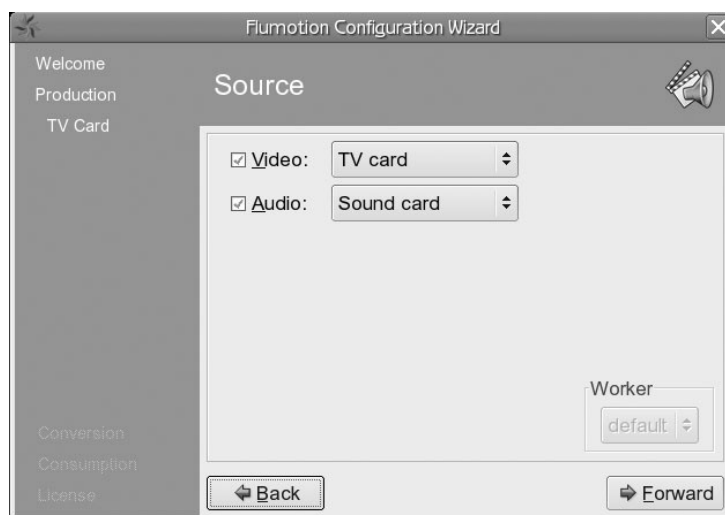 Flumotion Configuration Wizard
Welcome
Production
TV Card
Conversion
Consumption
License
Source
Video: TV card
Audio: Sound card
Worker
default
Back
Forward